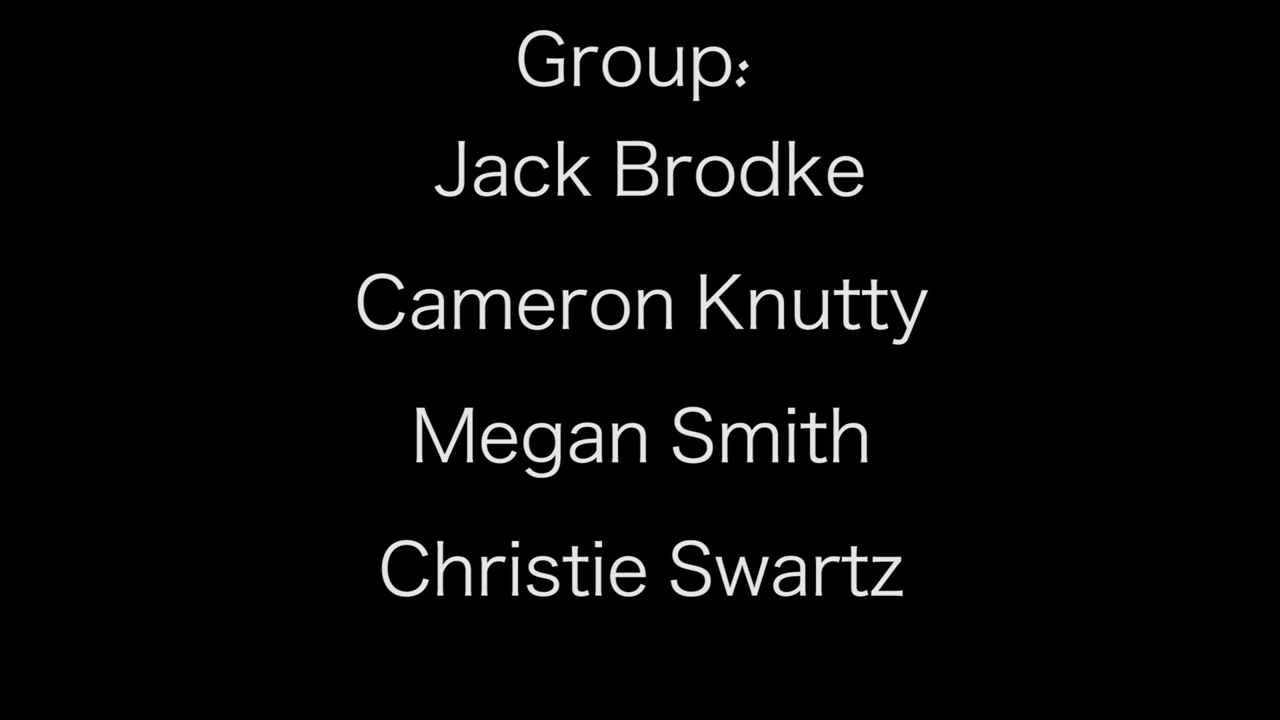 Group:
Jack Brodke
Cameron Knutty
Megan Smith
Christie Swartz